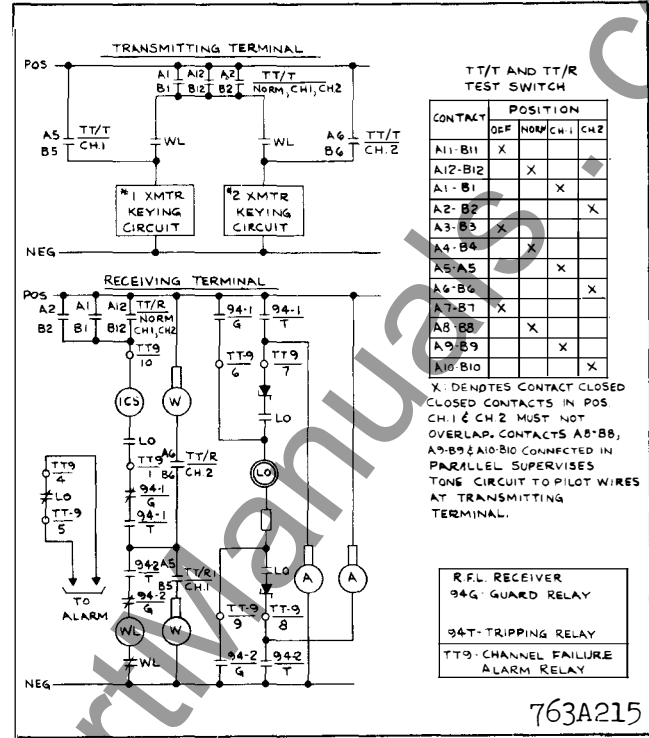 TRANSMITTING TERMINAL
POS
A1 A12 A2 TT/T
B1 B12 B2 NORM, CH1, CH2
A5 TT/T
B5 CH.1
WL
WL
A6 TT/T
B6 CH.2
#1 XMTR
KEYING
CIRCUIT
#2 XMTR
KEYING
CIRCUIT
NEG
RECEIVING TERMINAL
POS
A2 A1 A12 TT/R
B2 B1 B12 NORM
CH1, CH2
94-1
G
94-1
T
TT9
10
TT-9
6
TT9
7
ICS
W
LO
LO
TT9
1
A6 TT/R
B6 CH.2
LO
TT9
4
LO
TT-9
5
94-1
G
94-1
T
TO
ALARM
94-2
T
A5 TT/R1
B5 CH.1
94-2
G
LO
TT-9
9
TT-9
8
A
A
WL
W
WL
94-2
G
94-2
T
NEG
TT/T AND TT/R
TEST SWITCH
CONTACT POSITION
OFF NORM CH-1 CH.2
A11-B11 X
A12-B12 X
A1-B1 X
A2-B2 X
A3-B3 X
A4-B4 X
A5-A5 X
A6-B6 X
A7-B7 X
A8-B8 X
A9-B9 X
A10-B10 X
X: DENOTES CONTACT CLOSED
CLOSED CONTACTS IN POS.
CH.1 & CH.2 MUST NOT
OVERLAP. CONTACTS A8-B8,
A9-B9 & A10-B10 CONNECTED IN
PARALLEL SUPERVISES
TONE CIRCUIT TO PILOT WIRES
AT TRANSMITTING
TERMINAL.
R.F.L. RECEIVER
94G- GUARD RELAY
94T- TRIPPING RELAY
TT9- CHANNEL FAILURE
ALARM RELAY
763A215